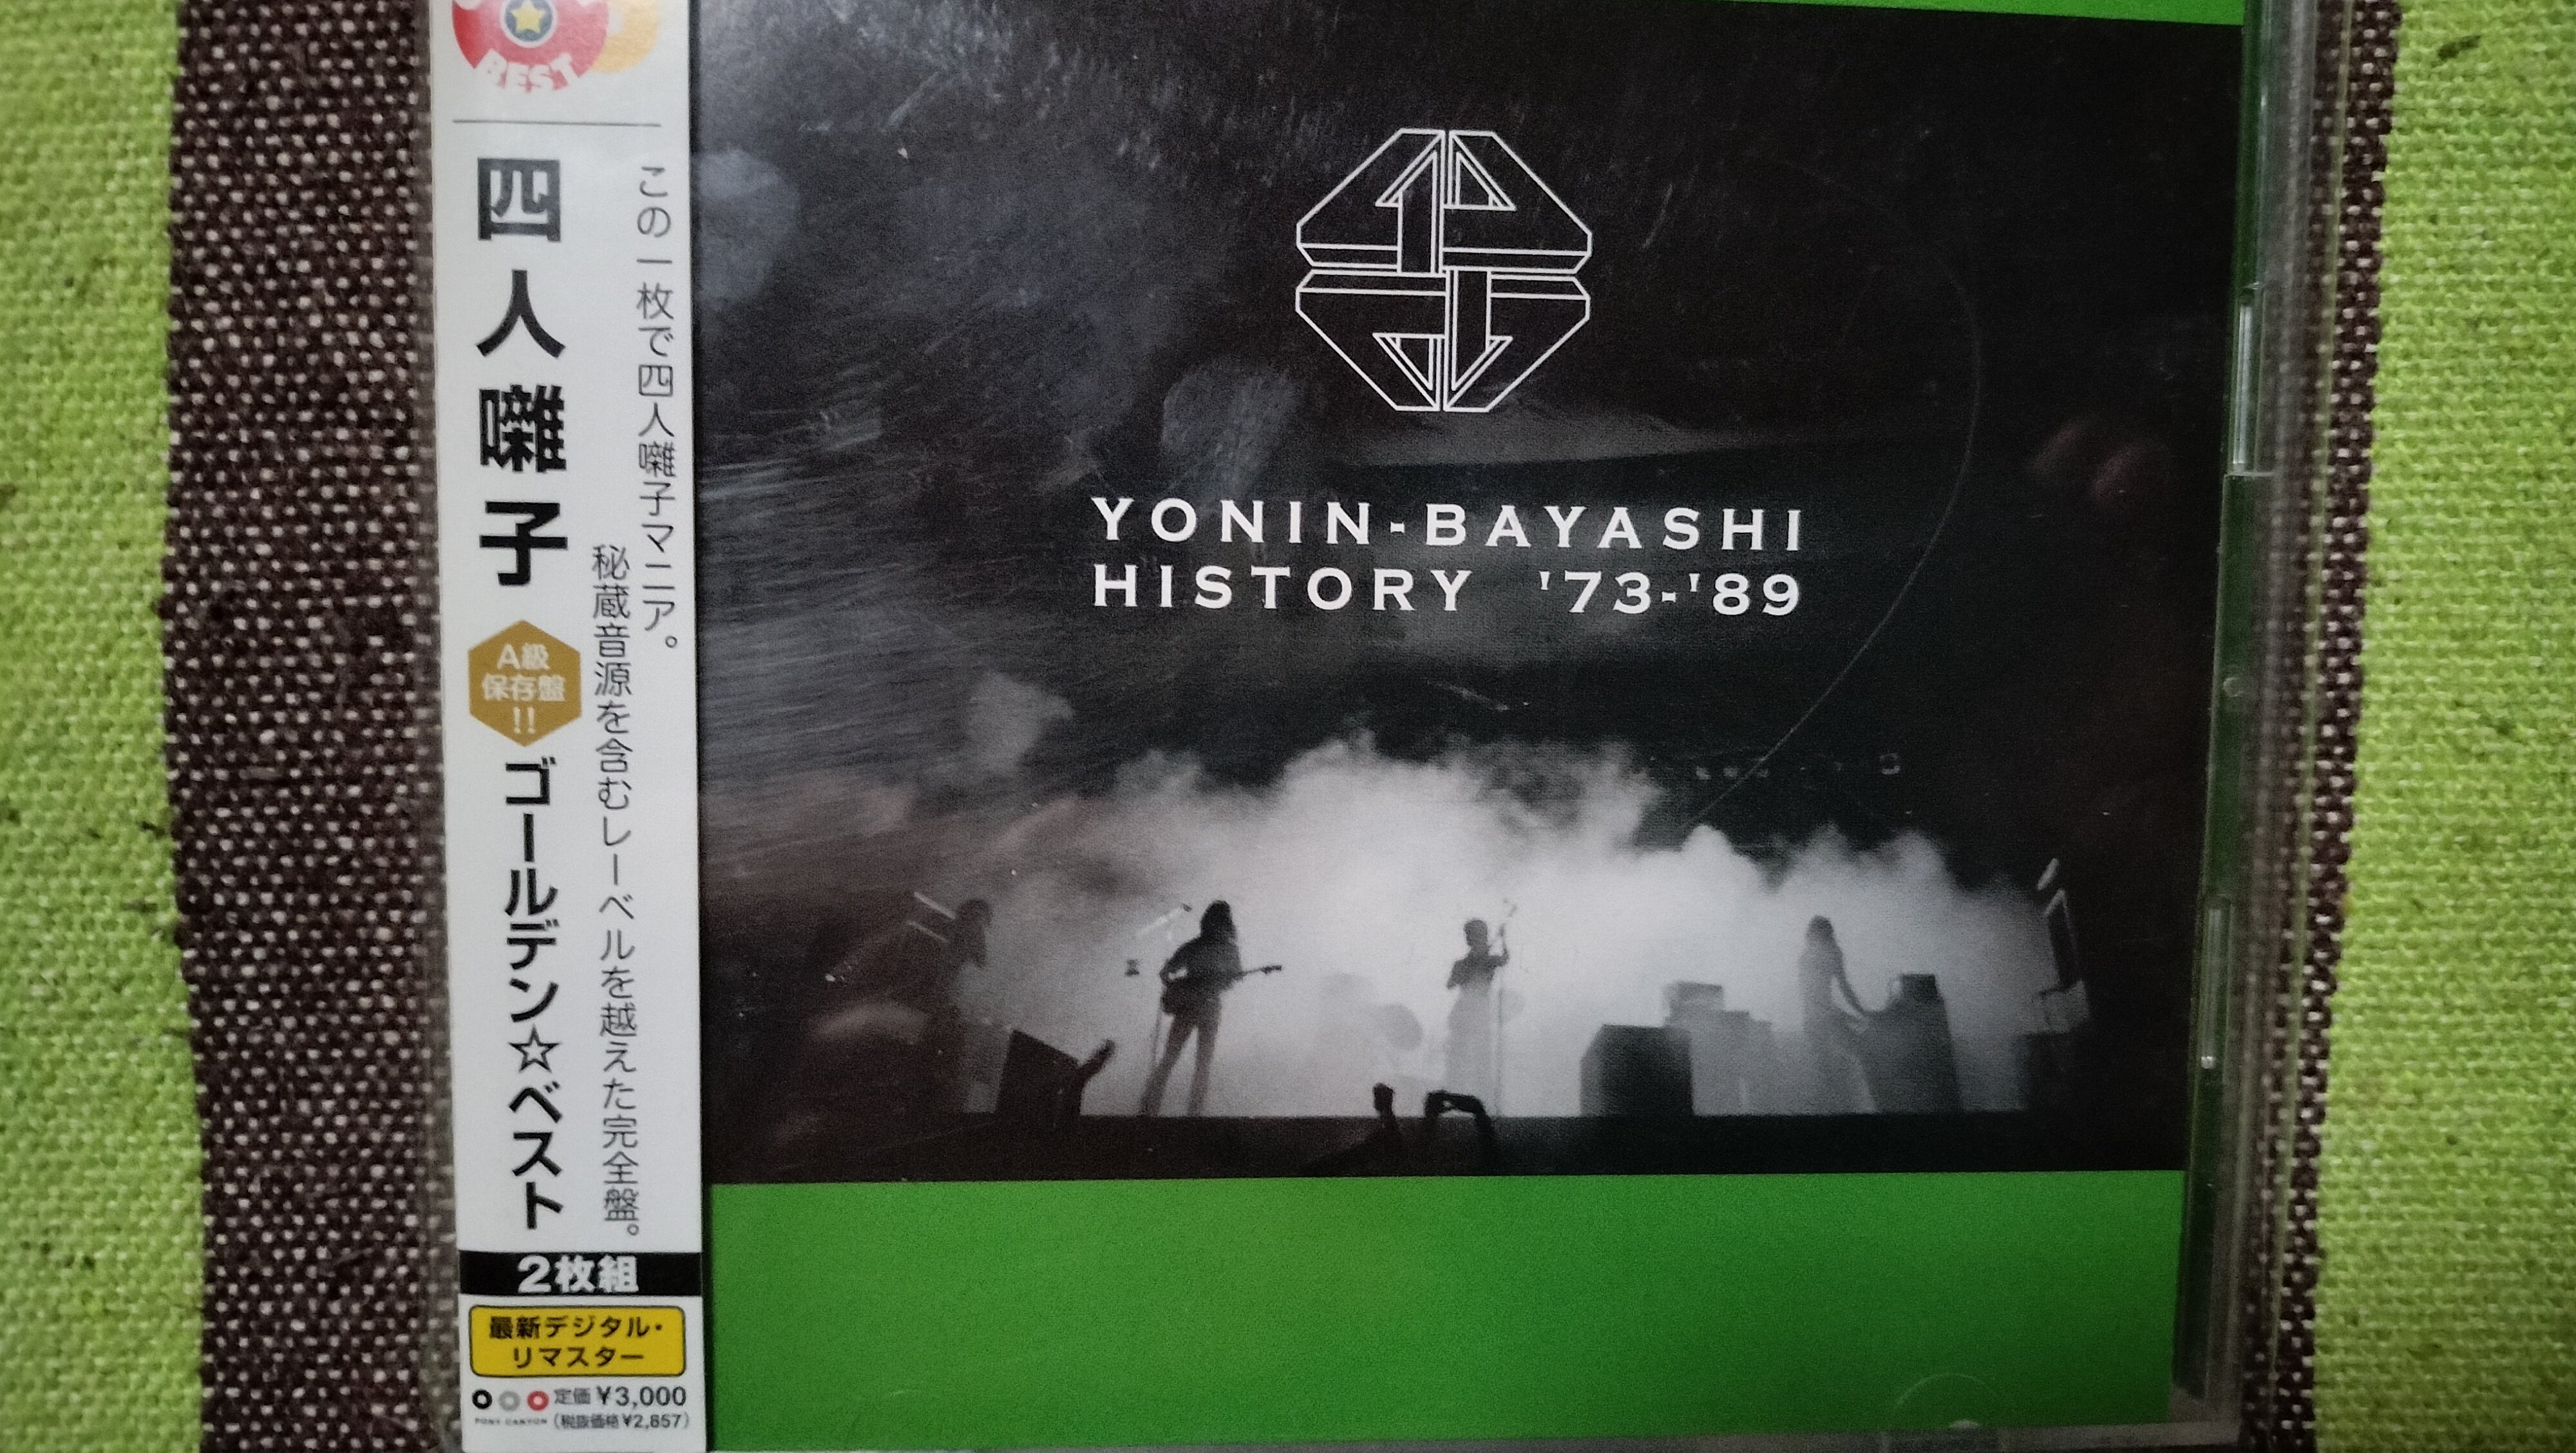 BEST
この一枚で四人囃子マニア。
秘蔵音源を含むレーベルを越えた完全盤。
四人囃子
A級
保存盤
!!
ゴールデン☆ベスト
2枚組
最新デジタル・
リマスター
定価¥3,000
PONY CANYON (税抜価格¥2,857)
YONIN-BAYASHI
HISTORY '73-'89